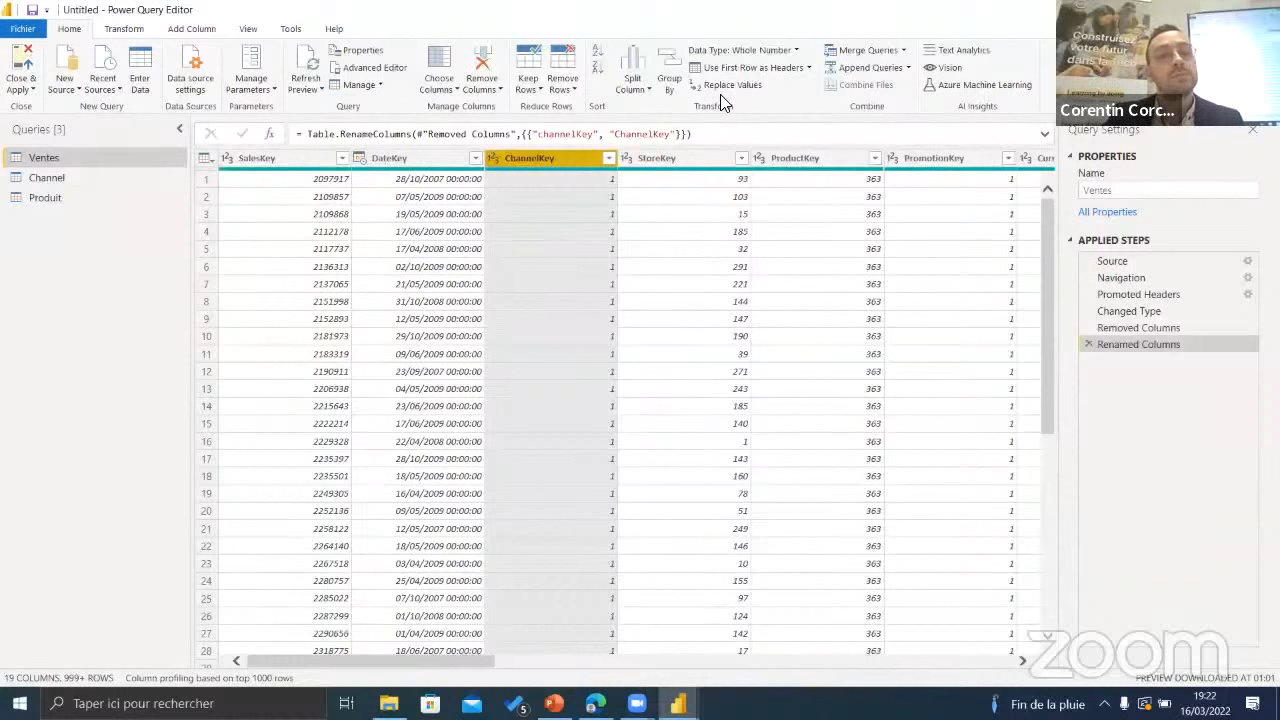 Untitled - Power Query Editor
Fichier Home Transform Add Column View Tools Help
Close & Apply
New Source
Recent Sources
Enter Data
Data source settings
Manage Parameters
Refresh Preview
Properties
Advanced Editor
Manage
Choose Columns
Remove Columns
Keep Rows
Remove Rows
Split Column
Group By
Data Type: Whole Number
Use First Row as Headers
Replace Values
Merge Queries
Append Queries
Combine Files
Text Analytics
Vision
Azure Machine Learning
Close New Query Data Sources Parameters Query Manage Columns Reduce Rows Sort Combine AI Insights
Construisez
votre futur
dans la tech
Learning by doing
Corentin Corc...
Queries [3]
Ventes
Channel
Produit
fx = Table.RenameColumns(#"Removed Columns",{{"channelKey", "ChannelKey"}})
SalesKey DateKey ChannelKey StoreKey ProductKey PromotionKey Curr
1 2097917 28/10/2007 00:00:00 1 93 363 1
2 2109857 07/05/2009 00:00:00 1 103 363 1
3 2109868 19/05/2009 00:00:00 1 15 363 1
4 2112178 17/06/2009 00:00:00 1 185 363 1
5 2117737 17/04/2008 00:00:00 1 32 363 1
6 2136313 02/10/2009 00:00:00 1 291 363 1
7 2137065 21/05/2009 00:00:00 1 221 363 1
8 2151998 31/10/2008 00:00:00 1 144 363 1
9 2152893 12/05/2009 00:00:00 1 147 363 1
10 2181973 29/10/2009 00:00:00 1 190 363 1
11 2183319 09/06/2009 00:00:00 1 39 363 1
12 2190911 23/09/2007 00:00:00 1 271 363 1
13 2206938 04/05/2009 00:00:00 1 243 363 1
14 2215643 23/06/2009 00:00:00 1 185 363 1
15 2222214 17/06/2009 00:00:00 1 140 363 1
16 2229328 22/04/2008 00:00:00 1 1 363 1
17 2235397 28/10/2009 00:00:00 1 143 363 1
18 2235501 18/05/2009 00:00:00 1 160 363 1
19 2249305 16/04/2009 00:00:00 1 78 363 1
20 2252136 09/05/2009 00:00:00 1 51 363 1
21 2258122 12/05/2007 00:00:00 1 249 363 1
22 2264140 18/05/2009 00:00:00 1 146 363 1
23 2267518 03/04/2009 00:00:00 1 10 363 1
24 2280757 25/04/2009 00:00:00 1 155 363 1
25 2285022 07/10/2007 00:00:00 1 97 363 1
26 2287299 01/10/2008 00:00:00 1 124 363 1
27 2290656 01/04/2009 00:00:00 1 142 363 1
28 2318775 18/06/2007 00:00:00 1 17 363 1
Query Settings
PROPERTIES
Name
Ventes
All Properties
APPLIED STEPS
Source
Navigation
Promoted Headers
Changed Type
Removed Columns
Renamed Columns
zoom
19 COLUMNS, 999+ ROWS Column profiling based on top 1000 rows PREVIEW DOWNLOADED AT 01:01
Taper ici pour rechercher
5
Fin de la pluie
19:22
16/03/2022